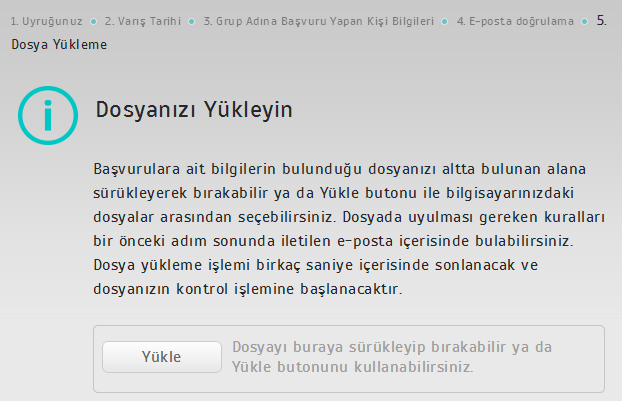 1. Uyruğunuz • 2. Varış Tarihi • 3. Grup Adına Başvuru Yapan Kişi Bilgileri • 4. E-posta doğrulama • 5.
Dosya Yükleme
Dosyanızı Yükleyin
Başvurulara ait bilgilerin bulunduğu dosyanızı altta bulunan alana
sürükleyerek bırakabilir ya da Yükle butonu ile bilgisayarınızdaki
dosyalar arasından seçebilirsiniz. Dosyada uyulması gereken kuralları
bir önceki adım sonunda iletilen e-posta içerisinde bulabilirsiniz.
Dosya yükleme işlemi birkaç saniye içerisinde sonlanacak ve
dosyanızın kontrol işlemine başlanacaktır.
Yükle
Dosyayı buraya sürükleyip bırakabilir ya da
Yükle butonunu kullanabilirsiniz.